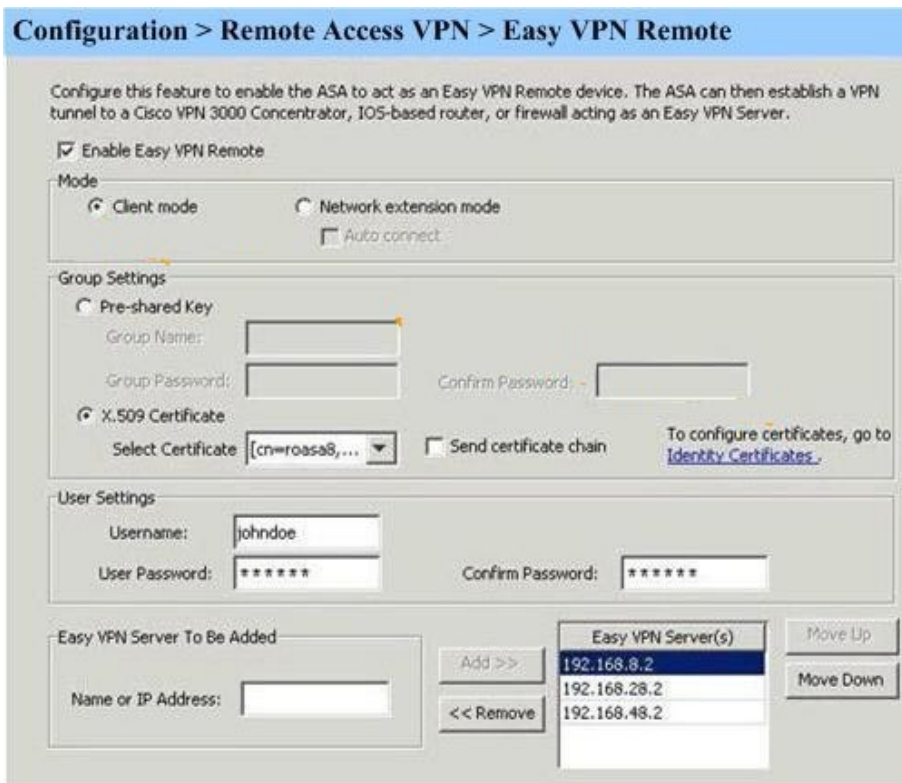 Configuration > Remote Access VPN > Easy VPN Remote
Configure this feature to enable the ASA to act as an Easy VPN Remote device. The ASA can then establish a VPN
tunnel to a Cisco VPN 3000 Concentrator, IOS-based router, or firewall acting as an Easy VPN Server.
Enable Easy VPN Remote
Mode
Client mode
Network extension mode
Auto connect
Group Settings
Pre-shared Key
Group Name:
Group Password:
Confirm Password:
X.509 Certificate
Select Certificate
[cn=roasa8,...
Send certificate chain
To configure certificates, go to
Identity Certificates .
User Settings
Username:
johndoe
User Password:
******
Confirm Password:
******
Easy VPN Server To Be Added
Name or IP Address:
Add >>
<< Remove
Easy VPN Server(s)
192.168.8.2
192.168.28.2
192.168.48.2
Move Up
Move Down